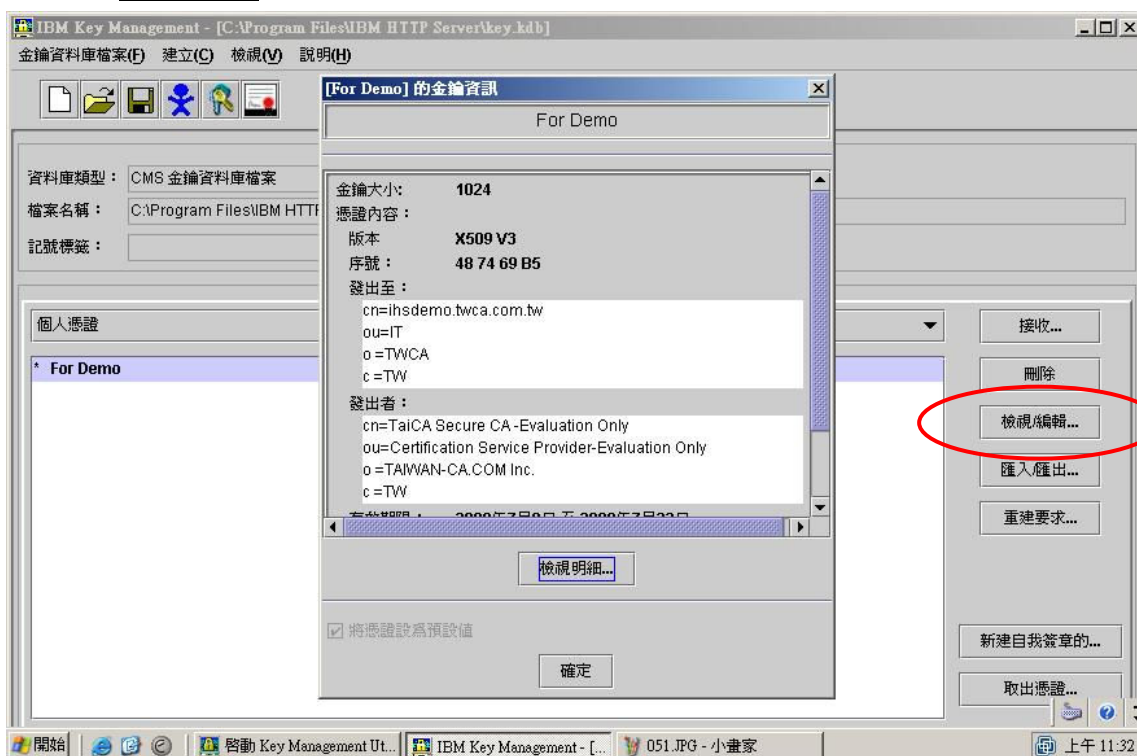 IBM Key Management - [C:\Program Files\IBM HTTP Server\key.kdb]
金鑰資料庫檔案(F) 建立(C) 檢視(V) 說明(H)
[For Demo] 的金鑰資訊
For Demo
資料庫類型： CMS 金鑰資料庫檔案
檔案名稱： C:\Program Files\IBM HTTP
記號標籤：
金鑰大小: 1024
憑證內容：
版本 X509 V3
序號： 48 74 69 B5
發出至：
cn=ihsdemo.twca.com.tw
ou=IT
o =TWCA
c =TW
發出者：
cn=TaiCA Secure CA -Evaluation Only
ou=Certification Service Provider-Evaluation Only
o =TAIWAN-CA.COM Inc.
c =TW
檢視明細...
將憑證設為預設值
確定
個人憑證
* For Demo
接收...
刪除
檢視/編輯...
匯入/匯出...
重建要求...
新建自我簽章的...
取出憑證...
開始 啓動 Key Management Ut... IBM Key Management - [... 051.JPG - 小畫家 上午 11:32